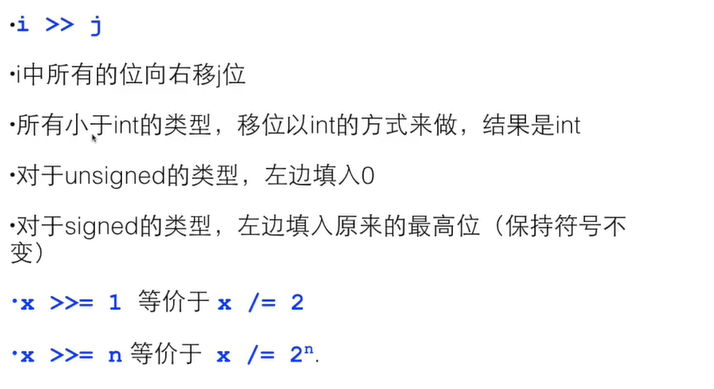 •i >> j
•i中所有的位向右移j位
•所有小于int的类型，移位以int的方式来做，结果是int
•对于unsigned的类型，左边填入0
•对于signed的类型，左边填入原来的最高位（保持符号不
变）
•x >>= 1 等价于 x /= 2
•x >>= n 等价于 x /= 2ⁿ.